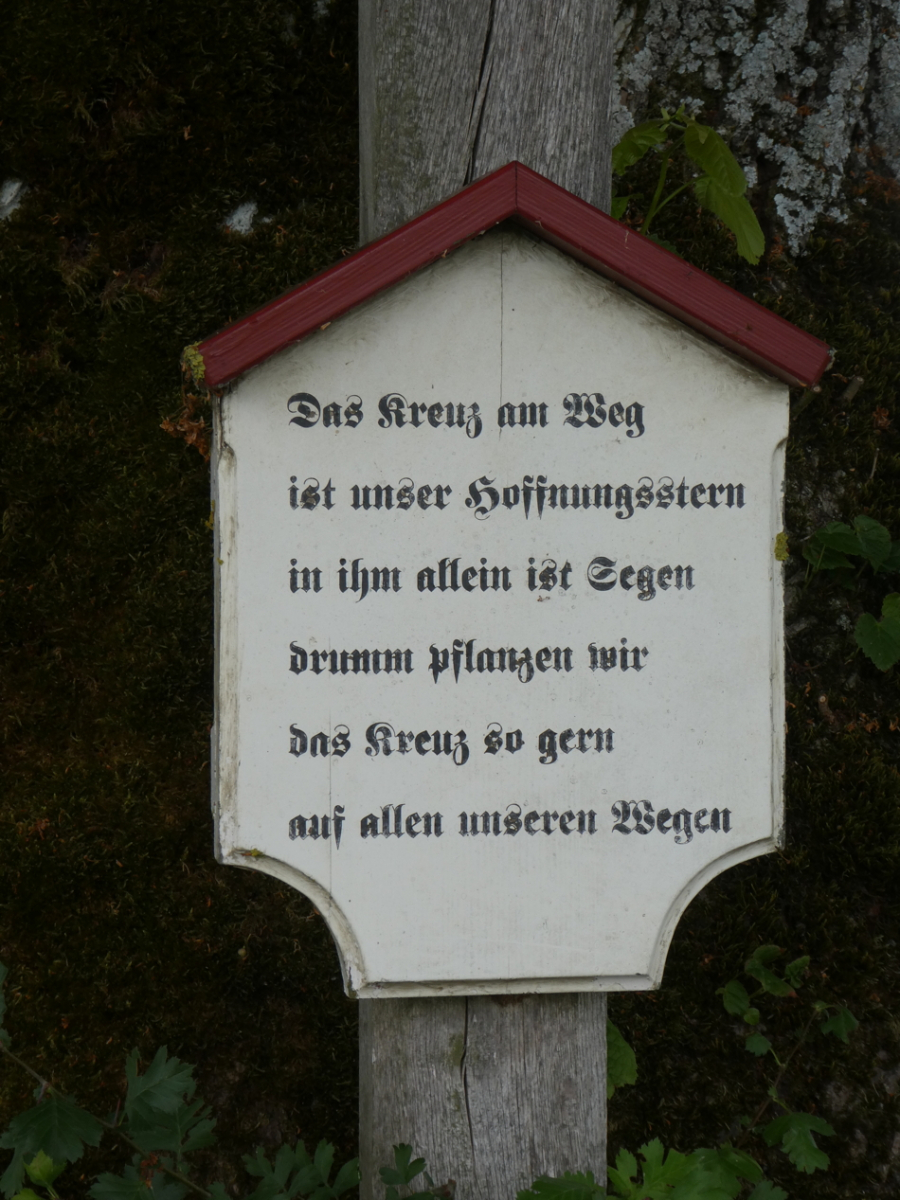 Das Kreuz am Weg
ist unser Hoffnungsstern
in ihm allein ist Segen
drumm pflanzen wir
das Kreuz so gern
auf allen unseren Wegen